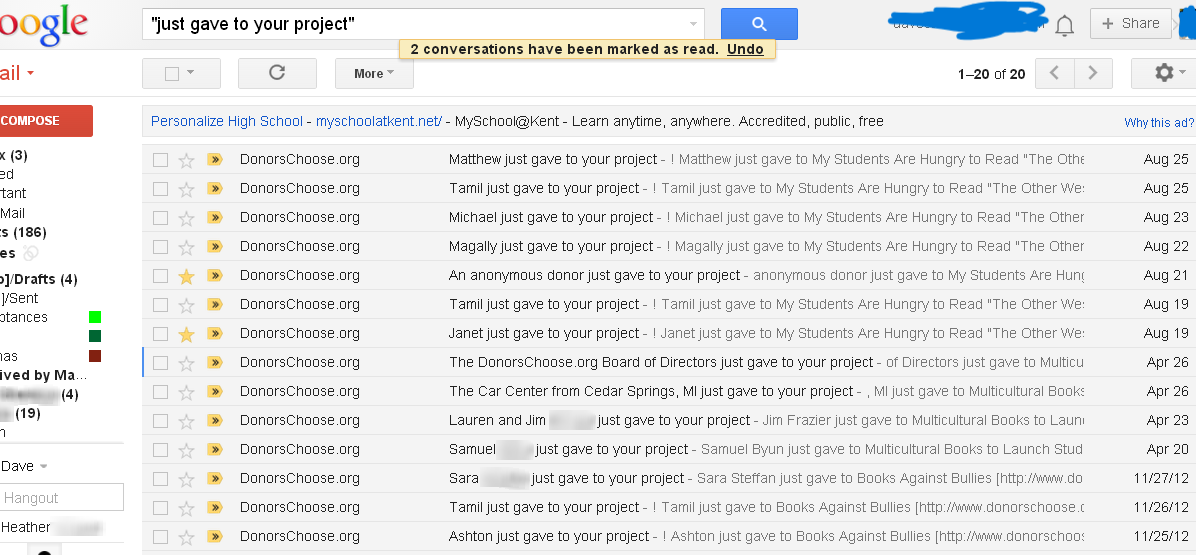 oogle
"just gave to your project"
+ Share
2 conversations have been marked as read. Undo
ail
More
1–20 of 20
COMPOSE
Personalize High School - myschoolatkent.net/ - MySchool@Kent - Learn anytime, anywhere. Accredited, public, free
Why this ad?
x (3)
ed
rtant
Mail
ts (186)
es
o]/Drafts (4)
]/Sent
ptances
nas
ived by Ma...
(4)
(19)
n
Dave
Hangout
Heather
DonorsChoose.org Matthew just gave to your project - ! Matthew just gave to My Students Are Hungry to Read "The Othe Aug 25
DonorsChoose.org Tamil just gave to your project - ! Tamil just gave to My Students Are Hungry to Read "The Other Wes Aug 25
DonorsChoose.org Michael just gave to your project - ! Michael just gave to My Students Are Hungry to Read "The Other Aug 23
DonorsChoose.org Magally just gave to your project - ! Magally just gave to My Students Are Hungry to Read "The Other Aug 22
DonorsChoose.org An anonymous donor just gave to your project - anonymous donor just gave to My Students Are Hung Aug 21
DonorsChoose.org Tamil just gave to your project - ! Tamil just gave to My Students Are Hungry to Read "The Other Wes Aug 19
DonorsChoose.org Janet just gave to your project - ! Janet just gave to My Students Are Hungry to Read "The Other Wes Aug 19
DonorsChoose.org The DonorsChoose.org Board of Directors just gave to your project - of Directors just gave to Multicu Apr 26
DonorsChoose.org The Car Center from Cedar Springs, MI just gave to your project - , MI just gave to Multicultural Books Apr 26
DonorsChoose.org Lauren and Jim just gave to your project - Jim Frazier just gave to Multicultural Books to Laun Apr 23
DonorsChoose.org Samuel just gave to your project - Samuel Byun just gave to Multicultural Books to Launch Stud Apr 20
DonorsChoose.org Sara just gave to your project - Sara Steffan just gave to Books Against Bullies [http://www.do 11/27/12
DonorsChoose.org Tamil just gave to your project - ! Tamil just gave to Books Against Bullies [http://www.donorschoose.c 11/26/12
DonorsChoose.org Ashton just gave to your project - ! Ashton just gave to Books Against Bullies [http://www.donorschoos 11/25/12